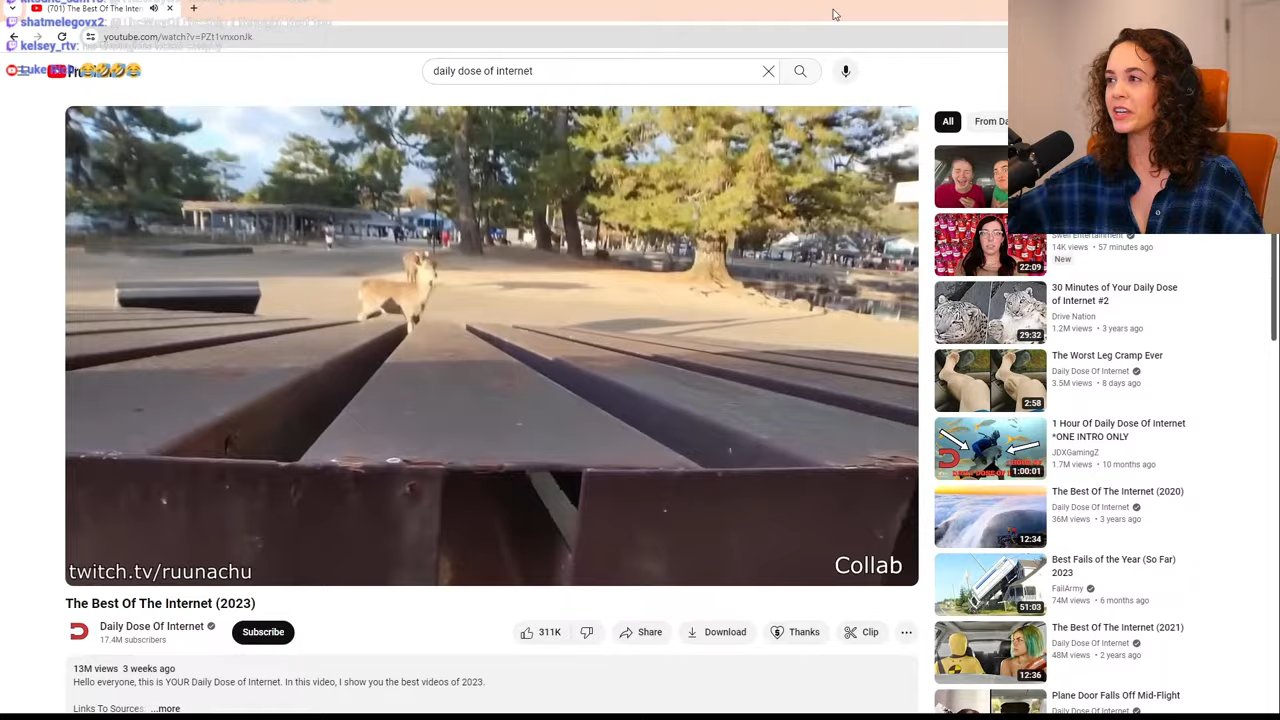 (701) The Best Of The Inter
shatmelegovx2:
youtube.com/watch?v=PZt1vnxonJk
kelsey_rtv:
daily dose of internet
All
From Da
twitch.tv/ruunachu
Collab
The Best Of The Internet (2023)
Daily Dose Of Internet
17.4M subscribers
Subscribe
311K
Share
Download
Thanks
Clip
13M views 3 weeks ago
Hello everyone, this is YOUR Daily Dose of Internet. In this video, I show you the best videos of 2023.
Links To Sources:
...more
Swell Entertainment
14K views • 57 minutes ago
New
22:09
30 Minutes of Your Daily Dose
of Internet #2
Drive Nation
1.2M views • 3 years ago
29:32
The Worst Leg Cramp Ever
Daily Dose Of Internet
3.5M views • 8 days ago
2:58
1 Hour Of Daily Dose Of Internet
*ONE INTRO ONLY
JDXGamingZ
1.7M views • 10 months ago
1:00:01
The Best Of The Internet (2020)
Daily Dose Of Internet
36M views • 3 years ago
12:34
Best Fails of the Year (So Far)
2023
FailArmy
74M views • 6 months ago
51:03
The Best Of The Internet (2021)
Daily Dose Of Internet
48M views • 2 years ago
12:36
Plane Door Falls Off Mid-Flight
Daily Dose Of Internet